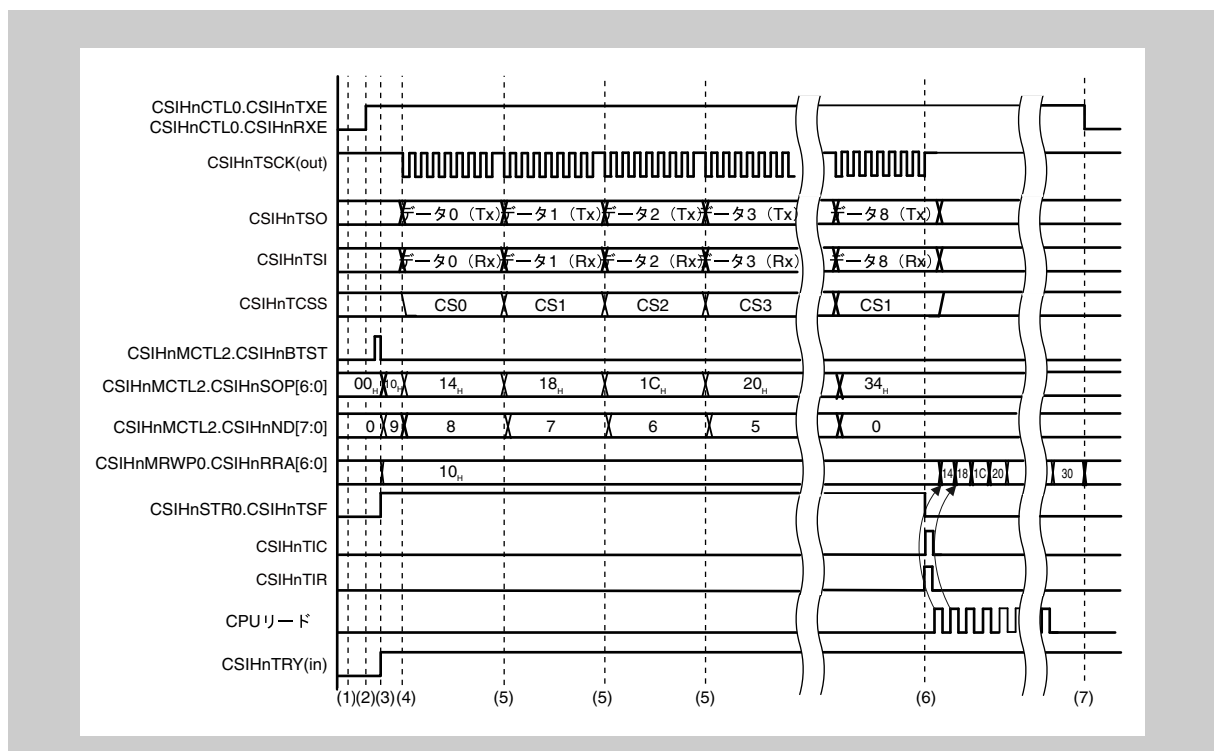 CSIHnCTL0.CSIHnTXE
CSIHnCTL0.CSIHnRXE
CSIHnTSCK(out)
CSIHnTSO
データ0 (Tx) データ1 (Tx) データ2 (Tx) データ3 (Tx) データ8 (Tx)
CSIHnTSI
データ0 (Rx) データ1 (Rx) データ2 (Rx) データ3 (Rx) データ8 (Rx)
CSIHnTCSS
CS0 CS1 CS2 CS3 CS1
CSIHnMCTL2.CSIHnBTST
CSIHnMCTL2.CSIHnSOP[6:0]
00H 10H 14H 18H 1CH 20H 34H
CSIHnMCTL2.CSIHnND[7:0]
0 9 8 7 6 5 0
CSIHnMRWP0.CSIHnRRA[6:0]
10H 14 18 1C 20 30
CSIHnSTR0.CSIHnTSF
CSIHnTIC
CSIHnTIR
CPUリード
CSIHnTRY(in)
(1) (2) (3) (4) (5) (5) (5) (6) (7)